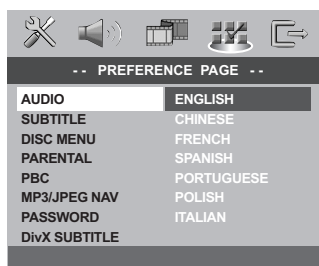 -- PREFERENCE PAGE --
AUDIO ENGLISH
SUBTITLE CHINESE
DISC MENU FRENCH
PARENTAL SPANISH
PBC PORTUGUESE
MP3/JPEG NAV POLISH
PASSWORD ITALIAN
DivX SUBTITLE